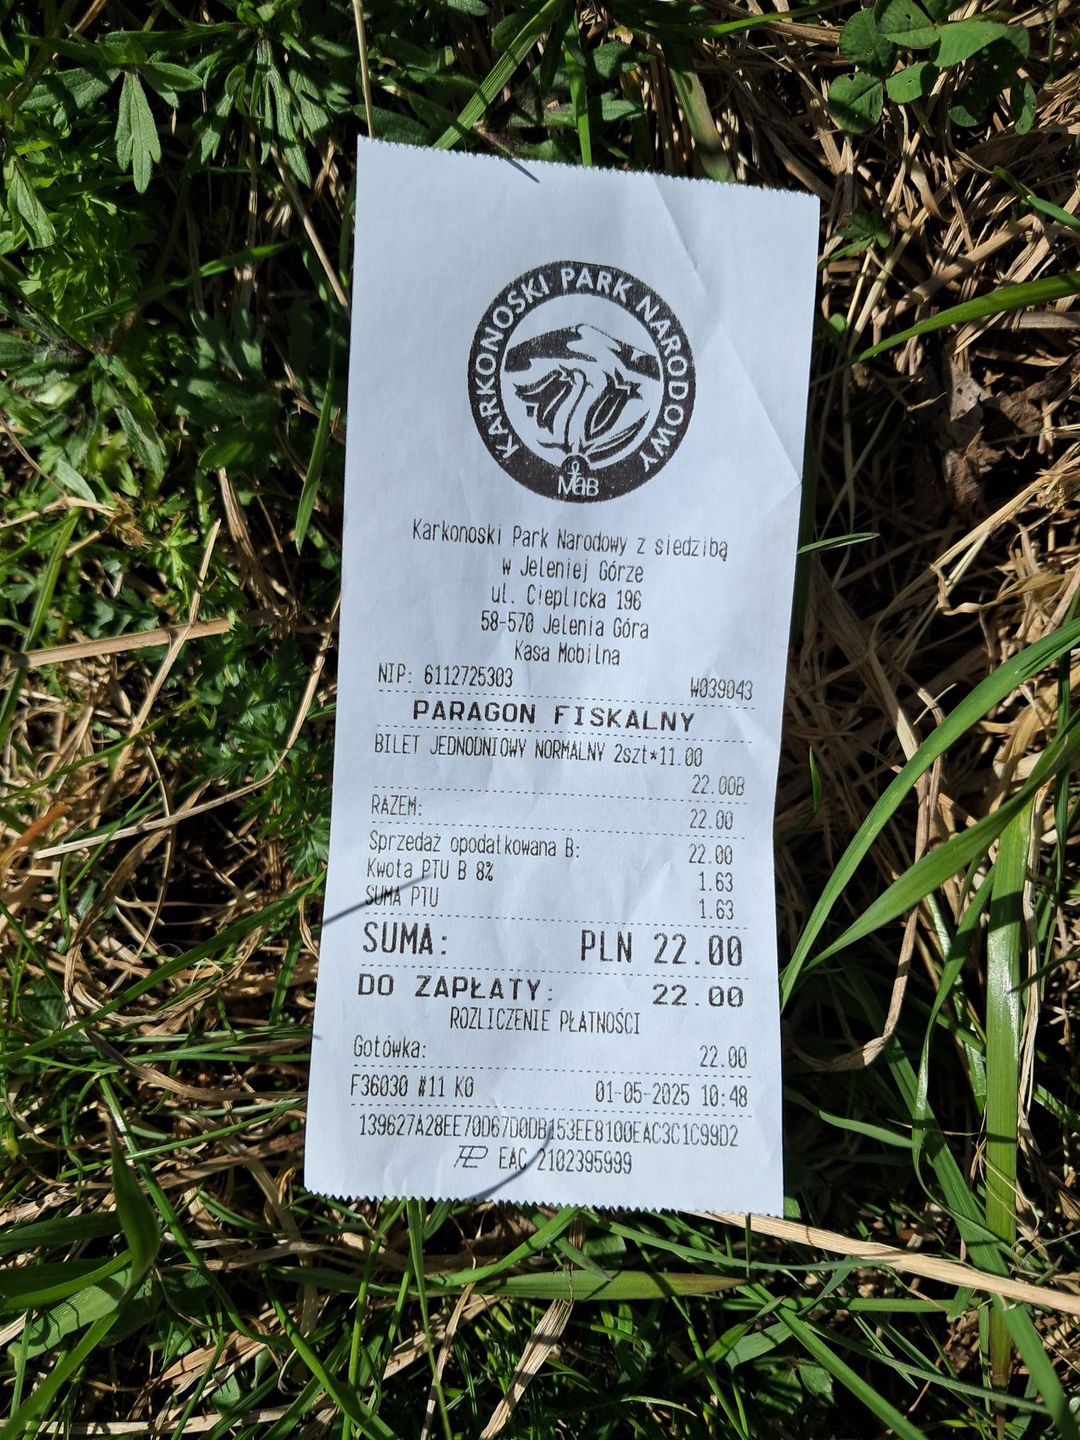 KARKONOSKI PARK NARODOWY
MaB
Karkonoski Park Narodowy z siedzibą
w Jeleniej Górze
ul. Cieplicka 196
58-570 Jelenia Góra
Kasa Mobilna
NIP: 6112725303 W039043
PARAGON FISKALNY
BILET JEDNODNIOWY NORMALNY 2szt*11.00
22.00B
RAZEM: 22.00
Sprzedaż opodatkowana B: 22.00
Kwota PTU B 8% 1.63
SUMA PTU 1.63
SUMA: PLN 22.00
DO ZAPŁATY: 22.00
ROZLICZENIE PŁATNOŚCI
Gotówka: 22.00
F36030 #11 K0 01-05-2025 10:48
139627A28EE70D67D0DB153EE8100EAC3C1C99D2
EAC 2102395999